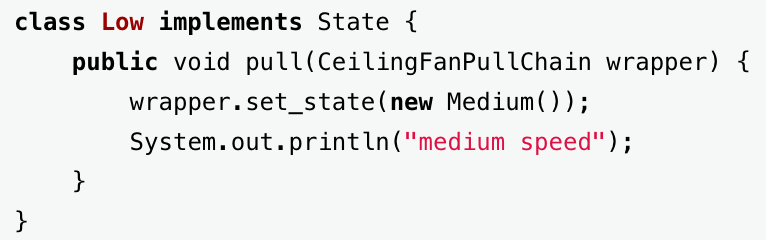 class Low implements State {
    public void pull(CeilingFanPullChain wrapper) {
        wrapper.set_state(new Medium());
        System.out.println("medium speed");
    }
}